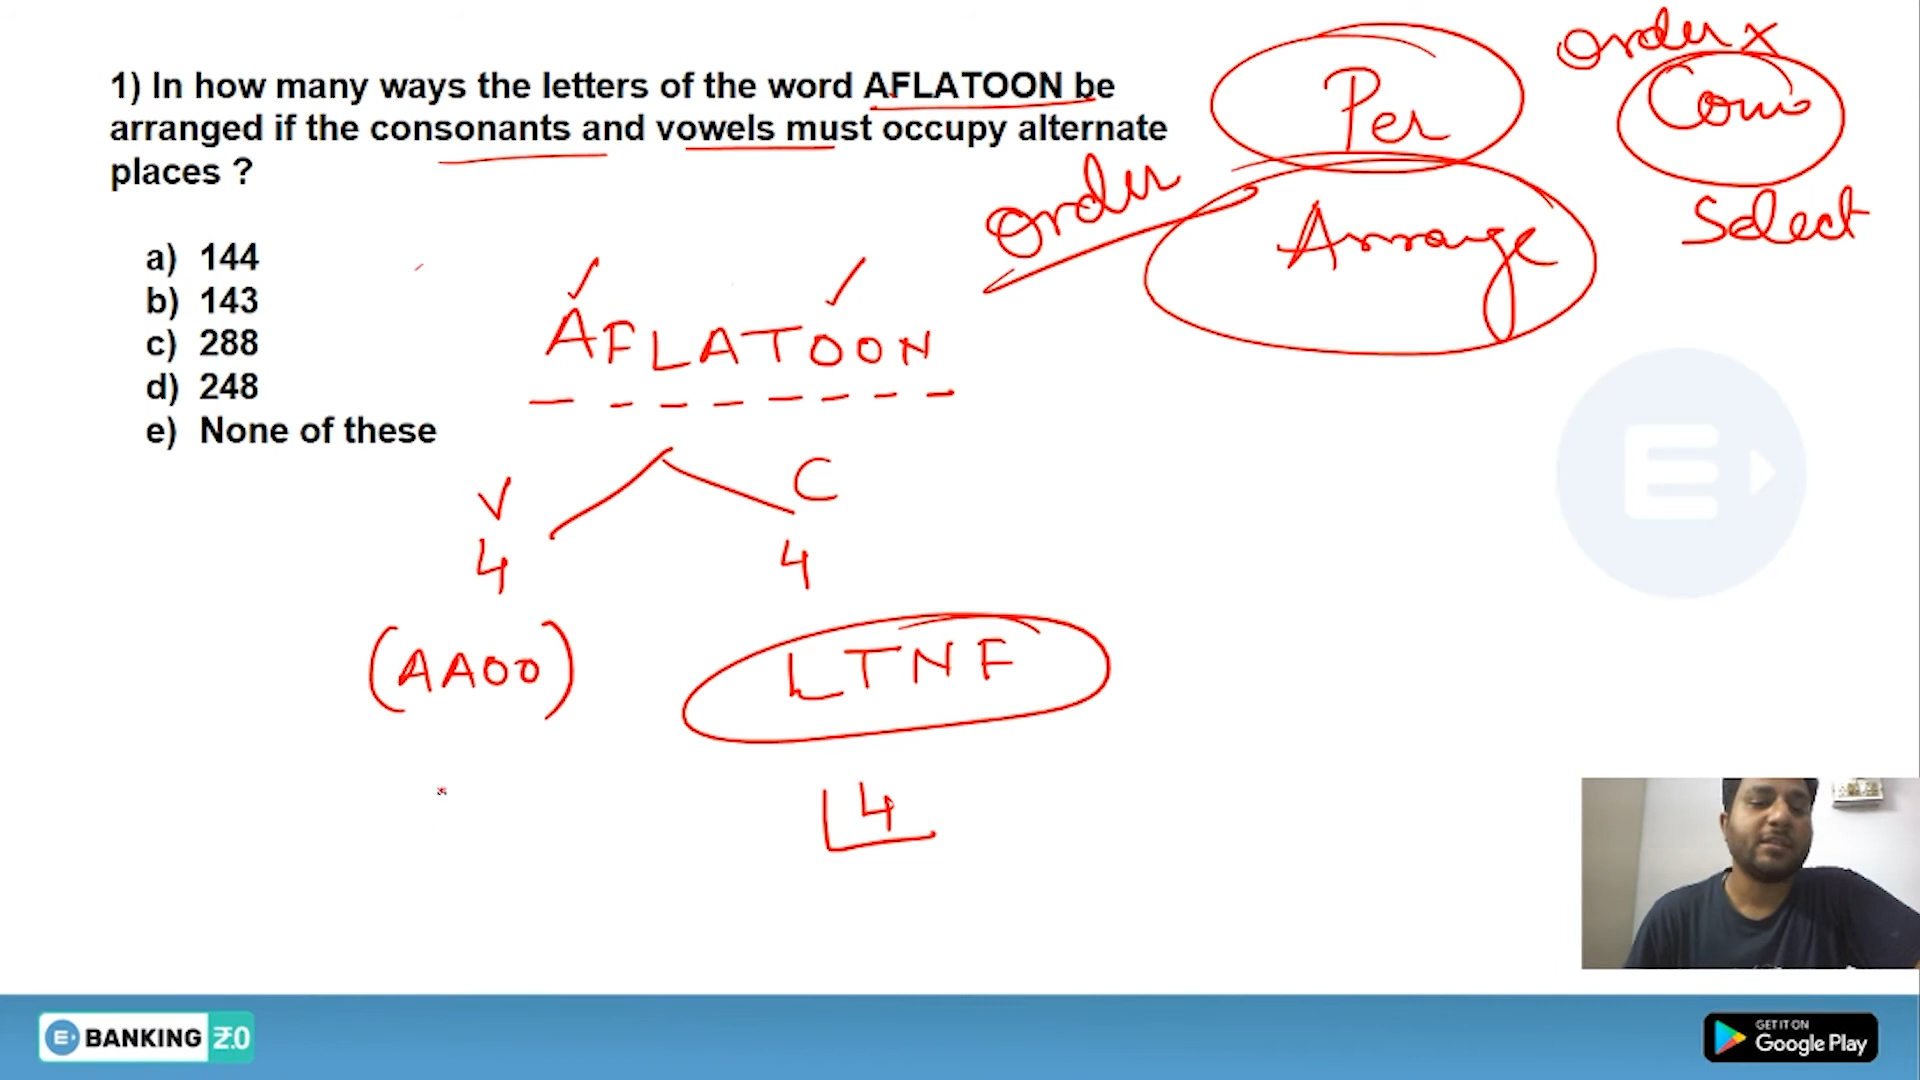 1) In how many ways the letters of the word AFLATOON be
arranged if the consonants and vowels must occupy alternate
places ?
a) 144
b) 143
c) 288
d) 248
e) None of these
Per
Arrange
order
order x
Select
AFLATOON
V
C
4
4
(AAOO)
LTNF
4
E
E BANKING 2.0
GET IT ON
Google Play